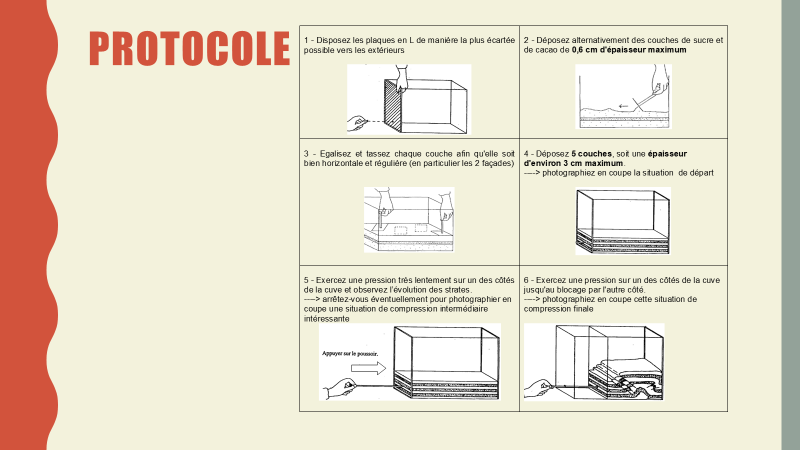 PROTOCOLE
1 - Disposez les plaques en L de manière la plus écartée
possible vers les extérieurs
2 - Déposez alternativement des couches de sucre et
de cacao de 0,6 cm d'épaisseur maximum
3 - Egalisez et tassez chaque couche afin qu'elle soit
bien horizontale et régulière (en particulier les 2 façades)
4 - Déposez 5 couches, soit une épaisseur
d'environ 3 cm maximum.
----> photographiez en coupe la situation de départ
5 - Exercez une pression très lentement sur un des côtés
de la cuve et observez l'évolution des strates.
----> arrêtez-vous éventuellement pour photographier en
coupe une situation de compression intermédiaire
intéressante
Appuyer sur le poussoir.
6 - Exercez une pression sur un des côtés de la cuve
jusqu'au blocage par l'autre côté.
----> photographiez en coupe cette situation de
compression finale